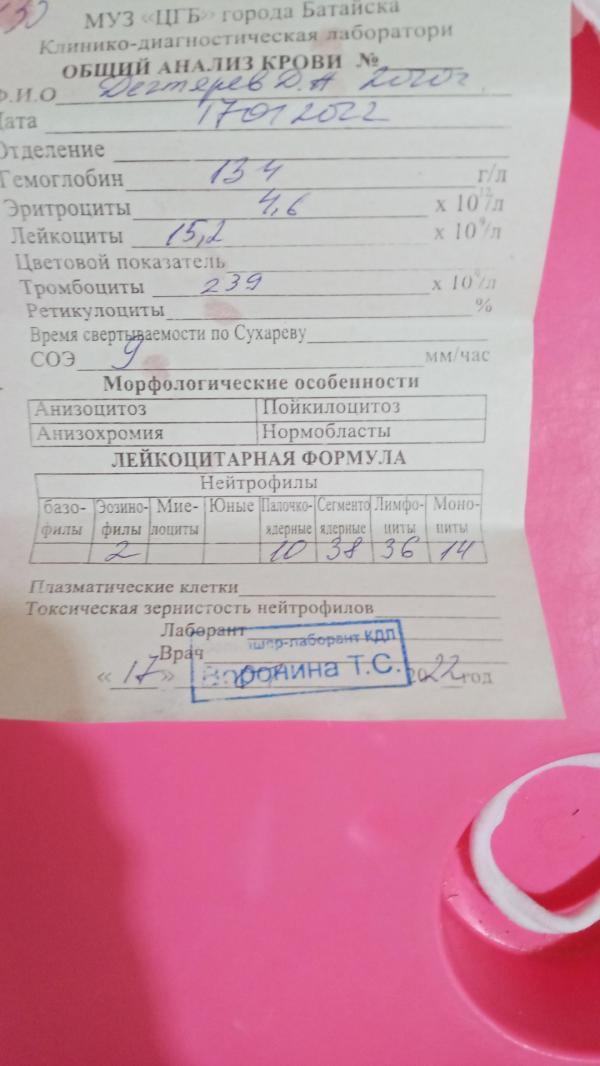 МУЗ «ЦГБ» города Батайска
Клинико-диагностическая лаборатори
ОБЩИЙ АНАЛИЗ КРОВИ №
Ф.И.О Дегтярев Д.А 2020г
Дата 17 01 2022
Отделение
Гемоглобин 134 г/л
Эритроциты 4,6 х 10¹²/л
Лейкоциты 15,2 х 10⁹/л
Цветовой показатель
Тромбоциты 239 х 10⁹/л
Ретикулоциты %
Время свертываемости по Сухареву
СОЭ 9 мм/час
Морфологические особенности
Анизоцитоз Пойкилоцитоз
Анизохромия Нормобласты
ЛЕЙКОЦИТАРНАЯ ФОРМУЛА
Нейтрофилы
базо- Эозино- Мие- Юные Палочко- Сегменто Лимфо- Моно-
филы филы лоциты ядерные ядерные циты циты
2 10 38 36 14
Плазматические клетки
Токсическая зернистость нейтрофилов
Лаборант
Врач
шер-лаборант КДЛ
Воронина Т.С.
«17» 2022 год